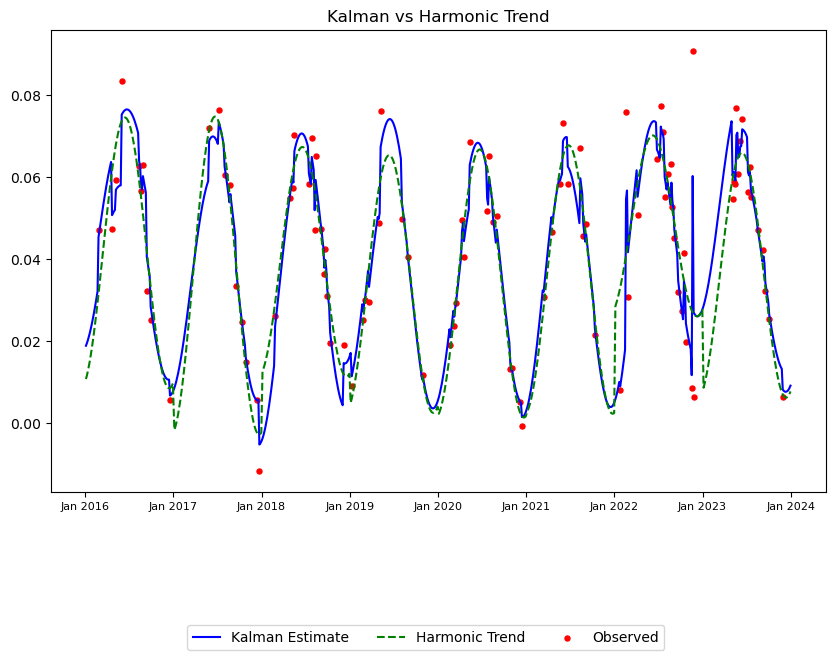 Kalman vs Harmonic Trend
0.08
0.06
0.04
0.02
0.00
Jan 2016 Jan 2017 Jan 2018 Jan 2019 Jan 2020 Jan 2021 Jan 2022 Jan 2023 Jan 2024
Kalman Estimate Harmonic Trend Observed